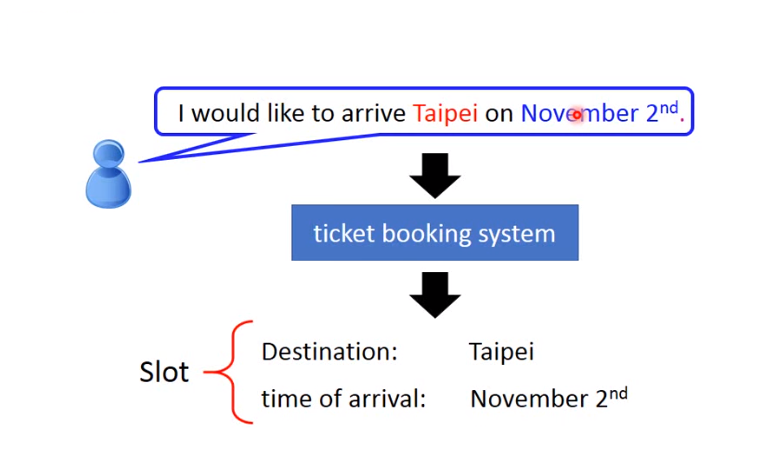 I would like to arrive Taipei on November 2nd.
ticket booking system
Slot
Destination: Taipei
time of arrival: November 2nd